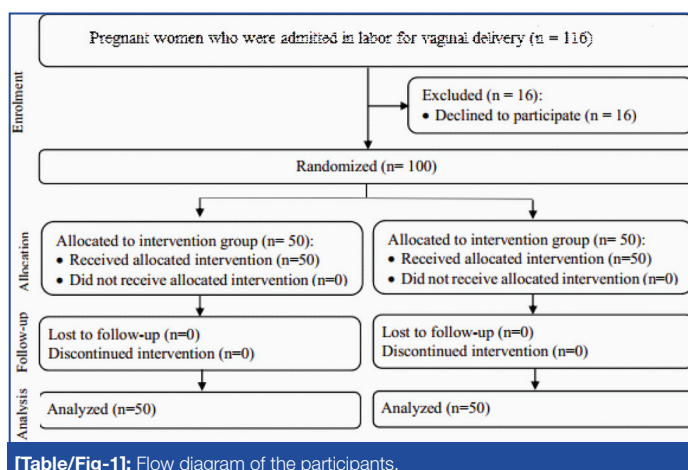 Pregnant women who were admitted in labor for vaginal delivery (n = 116)
Enrolment
Excluded (n = 16):
• Declined to participate (n = 16)
Randomized (n= 100)
Allocation
Allocated to intervention group (n= 50):
• Received allocated intervention (n=50)
• Did not receive allocated intervention (n=0)
Allocated to intervention group (n= 50):
• Received allocated intervention (n=50)
• Did not receive allocated intervention (n=0)
Follow-up
Lost to follow-up (n=0)
Discontinued intervention (n=0)
Lost to follow-up (n=0)
Discontinued intervention (n=0)
Analysis
Analyzed (n=50)
Analyzed (n=50)
[Table/Fig-1]: Flow diagram of the participants.